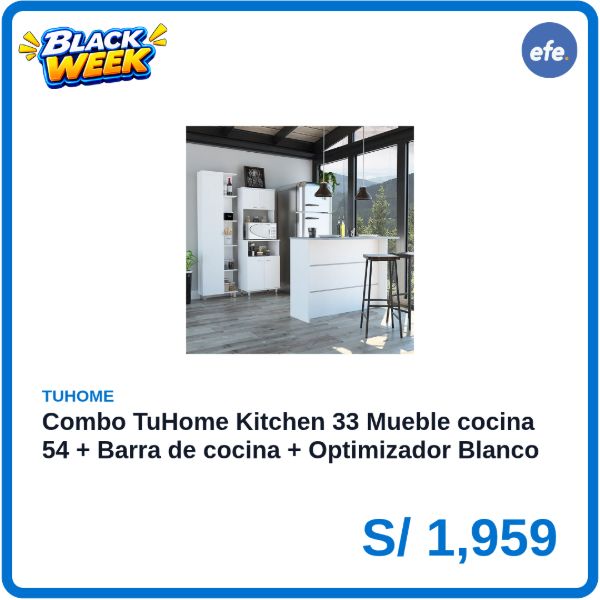 BLACK
WEEK
efe.
TUHOME
Combo TuHome Kitchen 33 Mueble cocina
54 + Barra de cocina + Optimizador Blanco
S/ 1,959